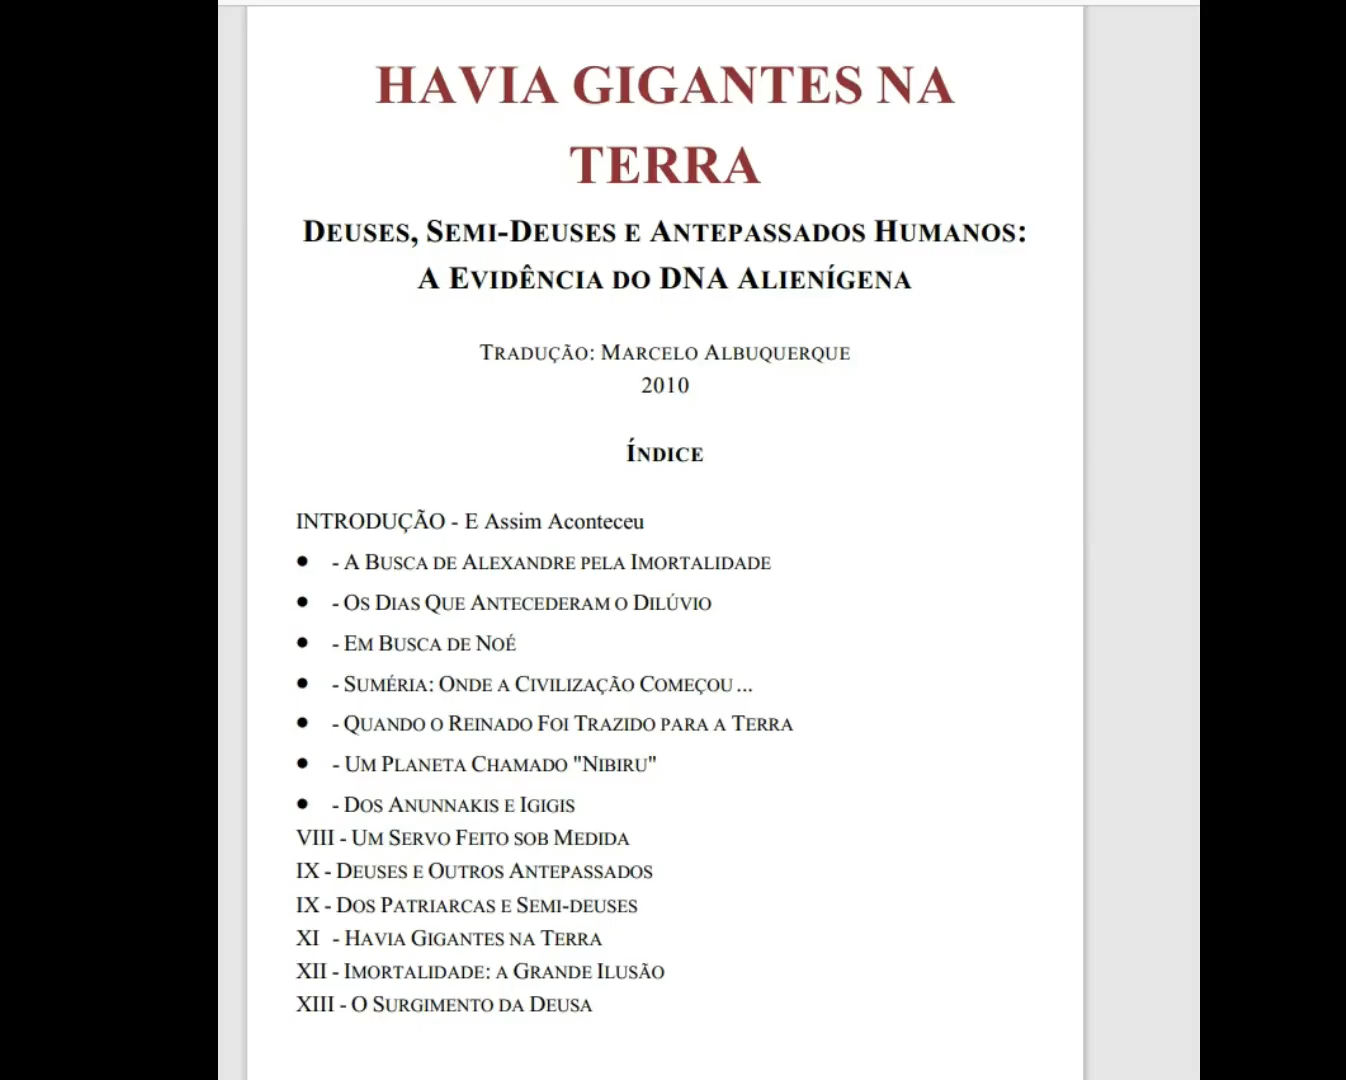 HAVIA GIGANTES NA
TERRA
DEUSES, SEMI-DEUSES E ANTEPASSADOS HUMANOS:
A EVIDÊNCIA DO DNA ALIENÍGENA
TRADUÇÃO: MARCELO ALBUQUERQUE
2010
ÍNDICE
INTRODUÇÃO - E Assim Aconteceu
● - A BUSCA DE ALEXANDRE PELA IMORTALIDADE
● - OS DIAS QUE ANTECEDERAM O DILÚVIO
● - EM BUSCA DE NOÉ
● - SUMÉRIA: ONDE A CIVILIZAÇÃO COMEÇOU ...
● - QUANDO O REINADO FOI TRAZIDO PARA A TERRA
● - UM PLANETA CHAMADO "NIBIRU"
● - DOS ANUNNAKIS E IGIGIS
VIII - UM SERVO FEITO SOB MEDIDA
IX - DEUSES E OUTROS ANTEPASSADOS
IX - DOS PATRIARCAS E SEMI-DEUSES
XI - HAVIA GIGANTES NA TERRA
XII - IMORTALIDADE: A GRANDE ILUSÃO
XIII - O SURGIMENTO DA DEUSA